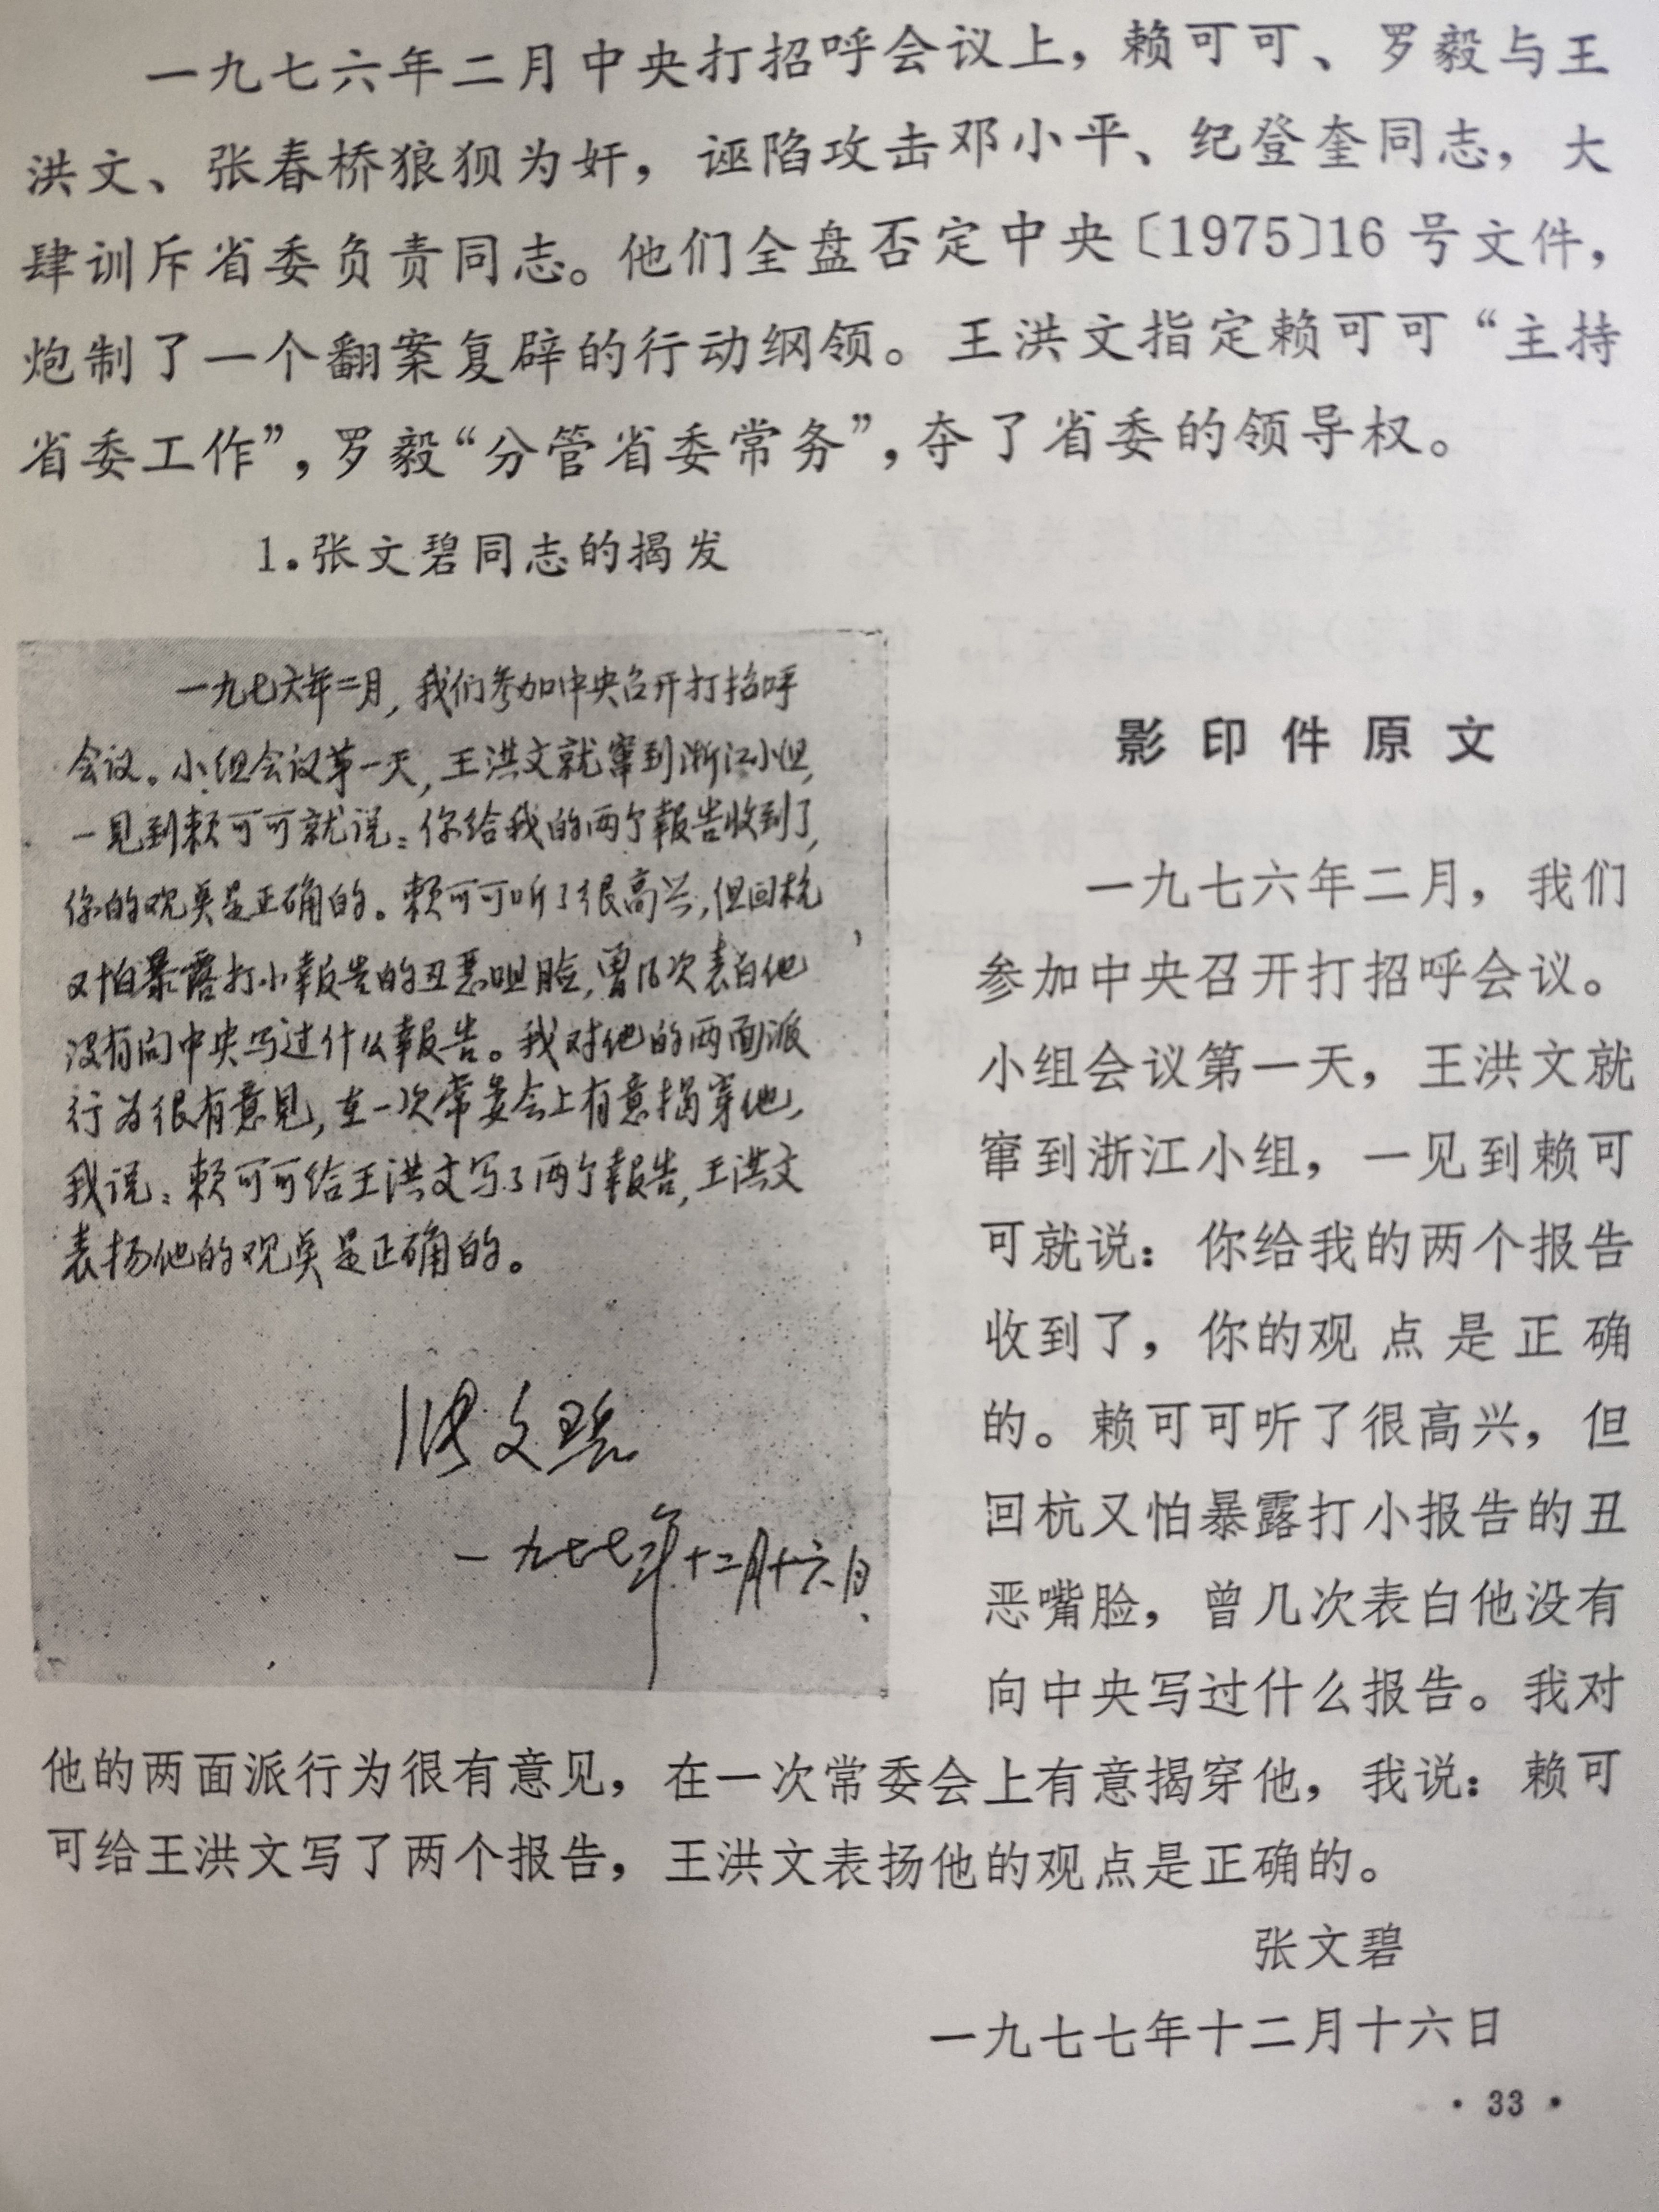 一九七六年二月中央打招呼会议上，赖可可、罗毅与王
洪文、张春桥狼狈为奸，诬陷攻击邓小平、纪登奎同志，大
肆训斥省委负责同志。他们全盘否定中央〔1975〕16号文件，
炮制了一个翻案复辟的行动纲领。王洪文指定赖可可“主持
省委工作”，罗毅“分管省委常务”，夺了省委的领导权。
1.张文碧同志的揭发
一九七六年二月，我们参加中央召开打招呼
会议。小组会议第一天，王洪文就窜到浙江小组，
一见到赖可可就说：你给我的两个報告收到了，
你的观奌是正确的。赖可可听了很高兴，但回杭
又怕暴露打小報告的丑恶咀脸，曾几次表白他
没有向中央写过什么報告。我对他的两面派
行为很有意见，在一次常委会上有意揭穿他，
我说：赖可可给王洪文写了两个報告，王洪文
表扬他的观奌是正确的。
张文碧
一九七七年十二月十六日
影印件原文
一九七六年二月，我们
参加中央召开打招呼会议。
小组会议第一天，王洪文就
窜到浙江小组，一见到赖可
可就说：你给我的两个报告
收到了，你的观点是正确
的。赖可可听了很高兴，但
回杭又怕暴露打小报告的丑
恶嘴脸，曾几次表白他没有
向中央写过什么报告。我对
他的两面派行为很有意见，在一次常委会上有意揭穿他，我说：赖可
可给王洪文写了两个报告，王洪文表扬他的观点是正确的。
张文碧
一九七七年十二月十六日
·33·